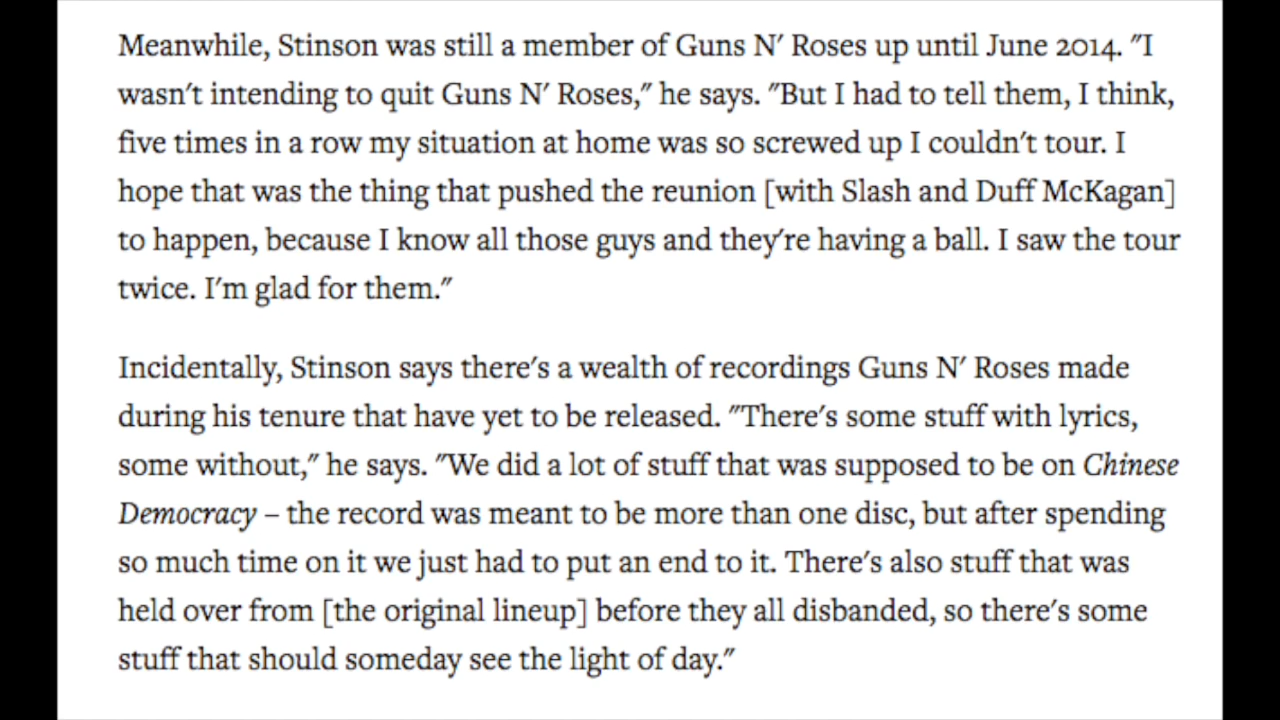 Meanwhile, Stinson was still a member of Guns N' Roses up until June 2014. "I
wasn't intending to quit Guns N' Roses," he says. "But I had to tell them, I think,
five times in a row my situation at home was so screwed up I couldn't tour. I
hope that was the thing that pushed the reunion [with Slash and Duff McKagan]
to happen, because I know all those guys and they're having a ball. I saw the tour
twice. I'm glad for them."
Incidentally, Stinson says there's a wealth of recordings Guns N' Roses made
during his tenure that have yet to be released. "There's some stuff with lyrics,
some without," he says. "We did a lot of stuff that was supposed to be on Chinese
Democracy – the record was meant to be more than one disc, but after spending
so much time on it we just had to put an end to it. There's also stuff that was
held over from [the original lineup] before they all disbanded, so there's some
stuff that should someday see the light of day."